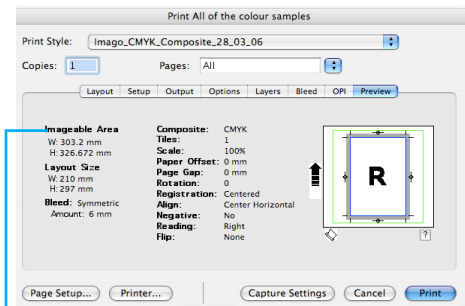 Print All of the colour samples
Print Style: Imago_CMYK_Composite_28_03_06
Copies: 1 Pages: All
Layout Setup Output Options Layers Bleed OPI Preview
Imageable Area
W: 303.2 mm
H: 326.672 mm
Layout Size
W: 210 mm
H: 297 mm
Bleed: Symmetric
Amount: 6 mm
Composite: CMYK
Tiles: 1
Scale: 100%
Paper Offset: 0 mm
Page Gap: 0 mm
Rotation: 0
Registration: Centered
Align: Center Horizontal
Negative: No
Reading: Right
Flip: None
R
?
Page Setup... Printer... Capture Settings Cancel Print